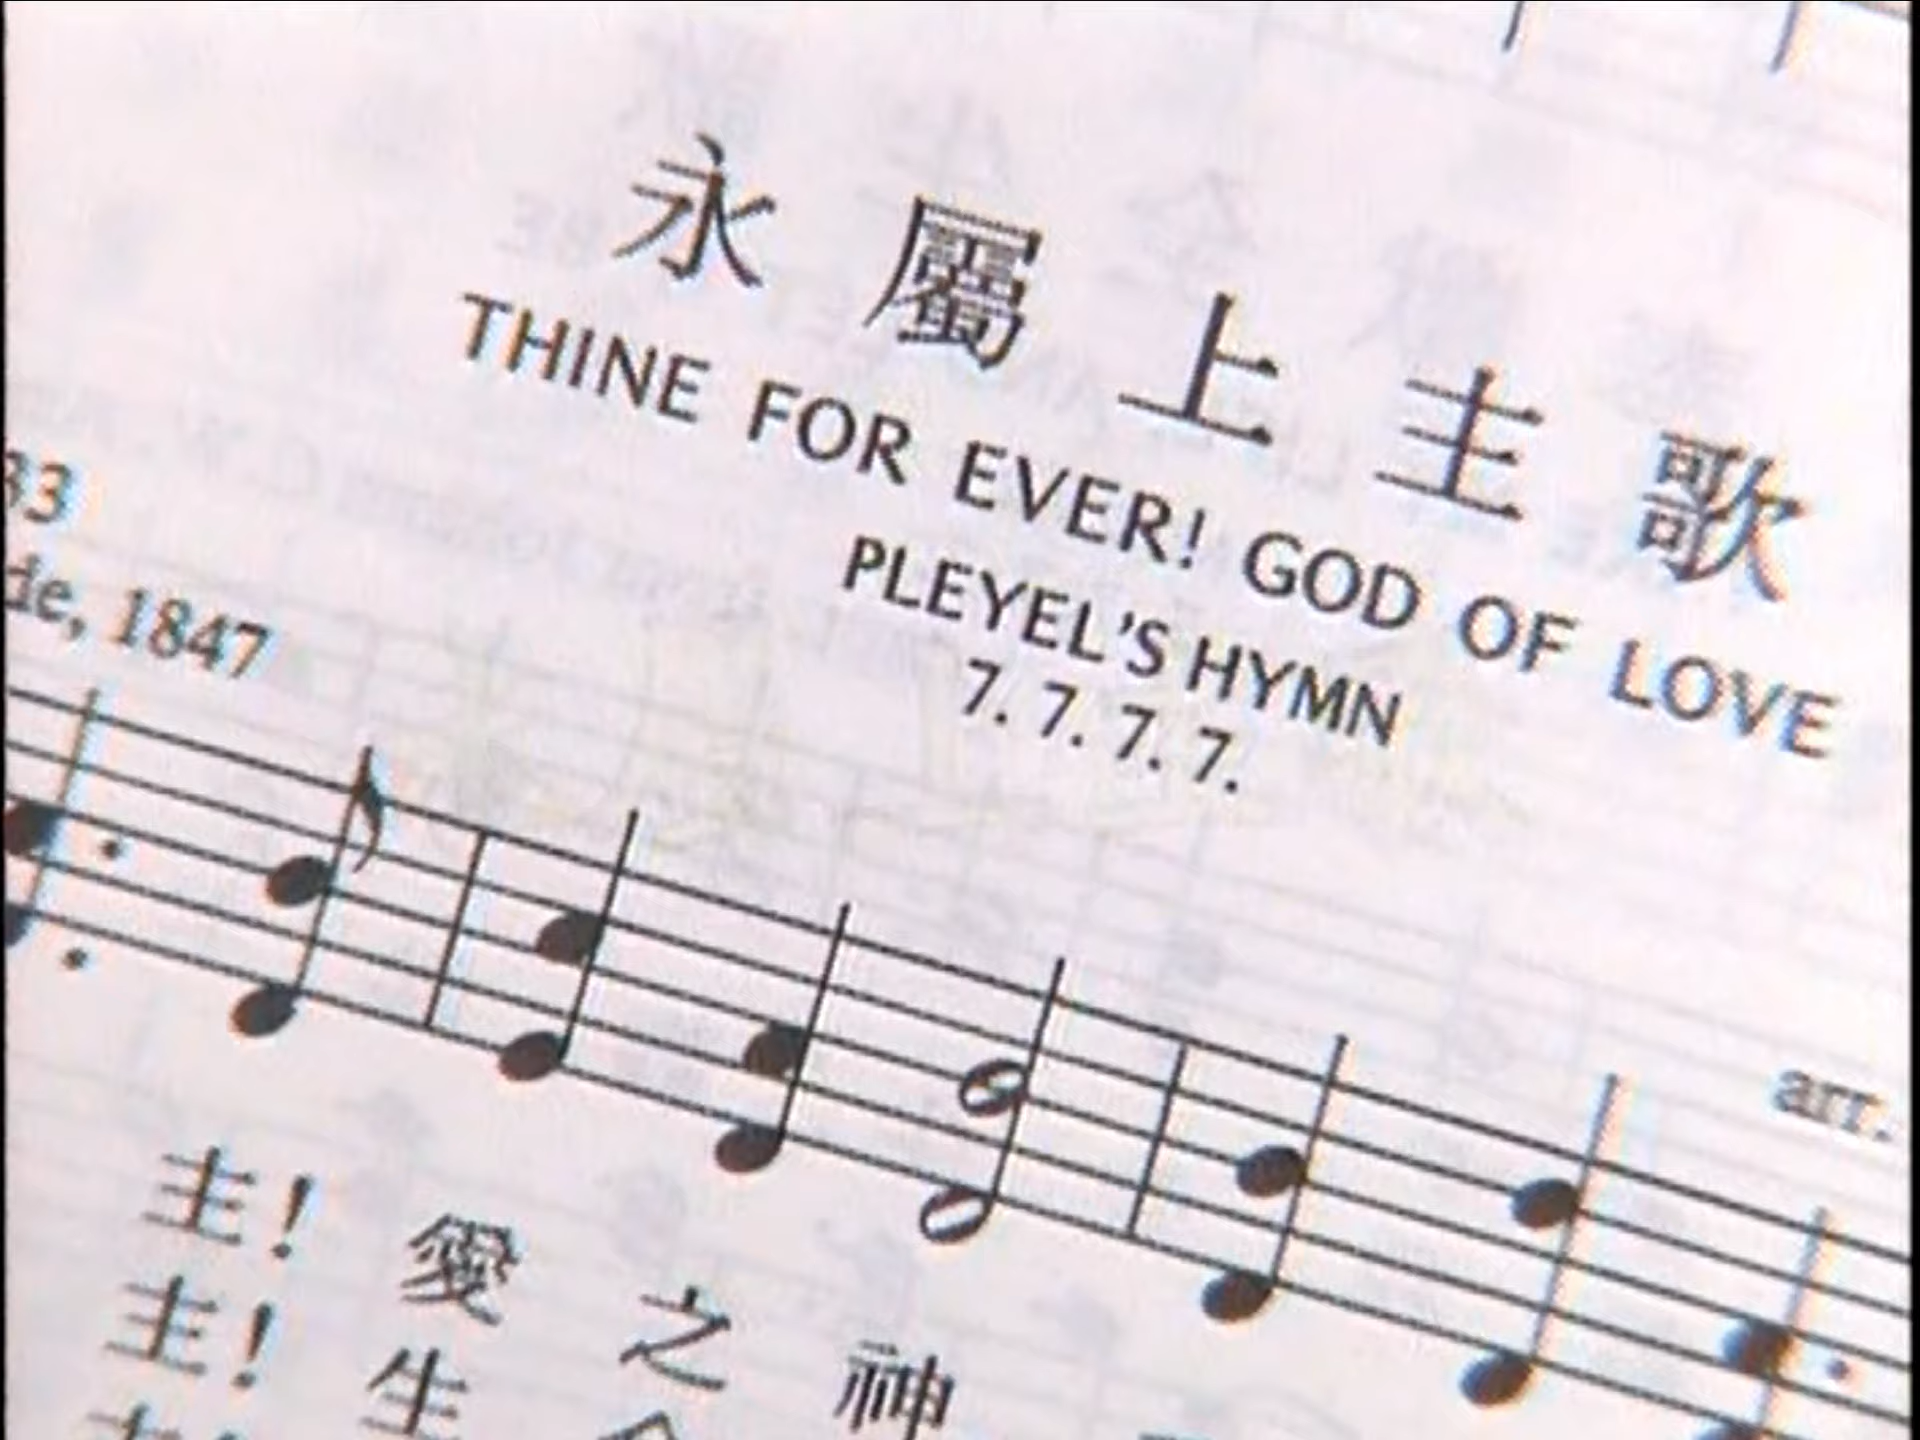 永屬上主歌
THINE FOR EVER! GOD OF LOVE
PLEYEL'S HYMN
7. 7. 7. 7.
33
de, 1847
arr.
主！愛之神
主！生